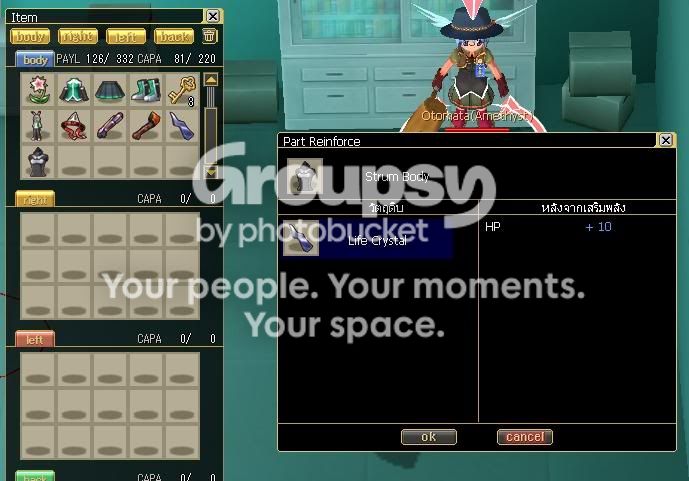 Item
body right left back
body PAYL 126/ 332 CAPA 81/ 220
3
right CAPA 0/ 0
left CAPA 0/ 0
back CAPA 0/ 0
Otomata(Amethyst)
Part Reinforce
Strum Body
วัตถุดิบ หลังจากเสริมพลัง
Life Crystal HP + 10
ok cancel
Groupsy
by photobucket
Your people. Your moments.
Your space.